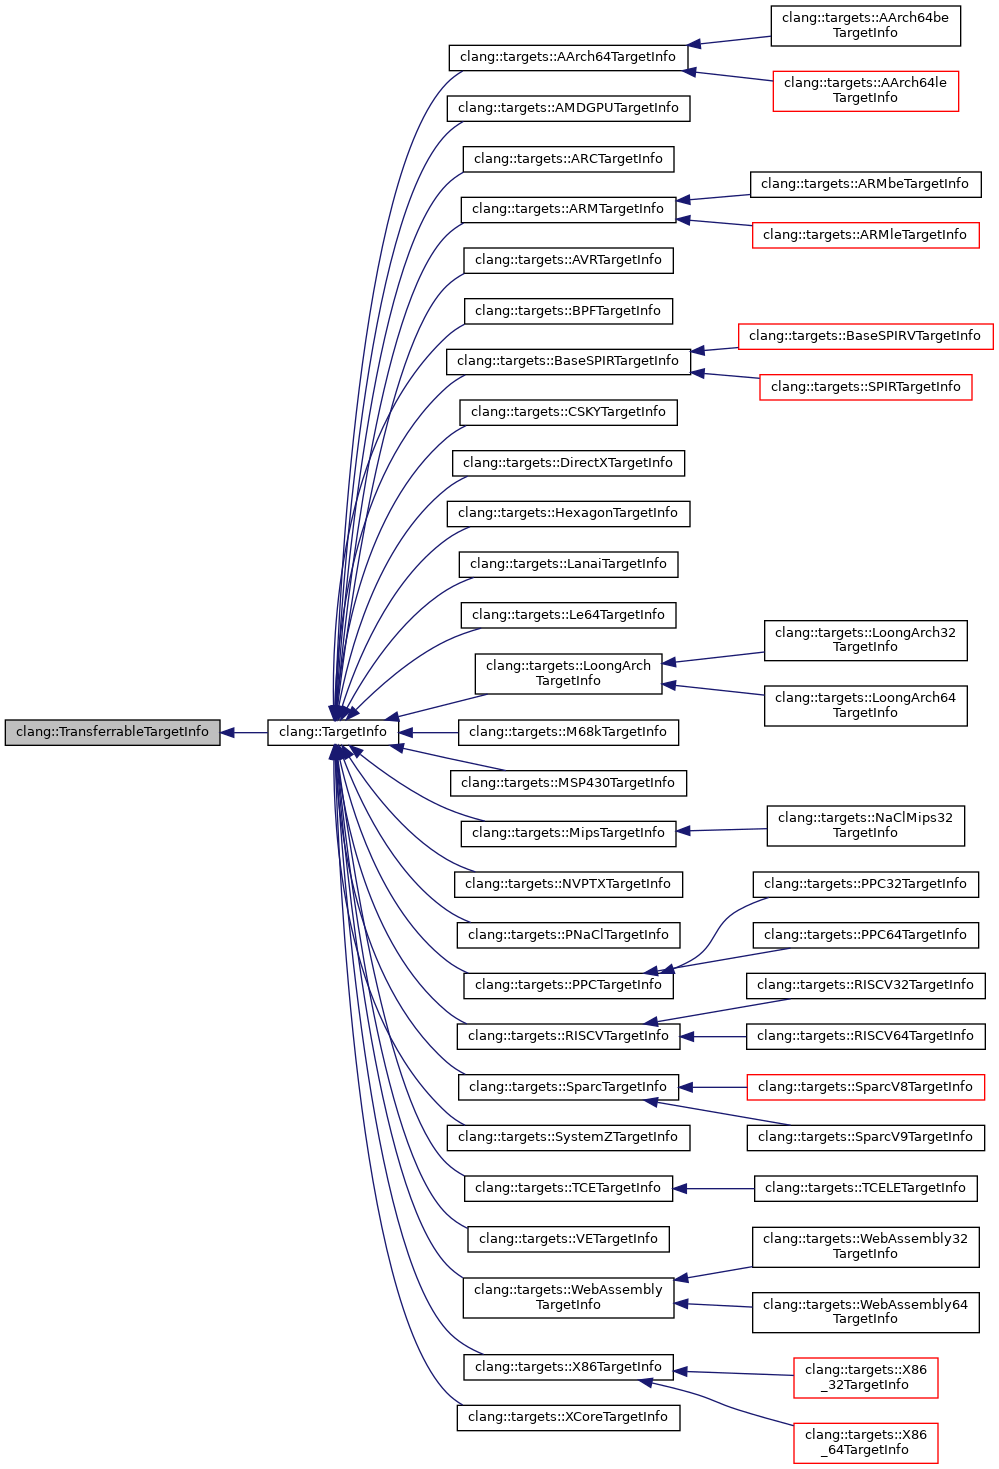 clang::TransferrableTargetInfo
clang::TargetInfo
clang::targets::AArch64TargetInfo
clang::targets::AMDGPUTargetInfo
clang::targets::ARCTargetInfo
clang::targets::ARMTargetInfo
clang::targets::AVRTargetInfo
clang::targets::BPFTargetInfo
clang::targets::BaseSPIRTargetInfo
clang::targets::CSKYTargetInfo
clang::targets::DirectXTargetInfo
clang::targets::HexagonTargetInfo
clang::targets::LanaiTargetInfo
clang::targets::Le64TargetInfo
clang::targets::LoongArch
TargetInfo
clang::targets::M68kTargetInfo
clang::targets::MSP430TargetInfo
clang::targets::MipsTargetInfo
clang::targets::NVPTXTargetInfo
clang::targets::PNaClTargetInfo
clang::targets::PPCTargetInfo
clang::targets::RISCVTargetInfo
clang::targets::SparcTargetInfo
clang::targets::SystemZTargetInfo
clang::targets::TCETargetInfo
clang::targets::VETargetInfo
clang::targets::WebAssembly
TargetInfo
clang::targets::X86TargetInfo
clang::targets::XCoreTargetInfo
clang::targets::AArch64be
TargetInfo
clang::targets::AArch64le
TargetInfo
clang::targets::ARMbeTargetInfo
clang::targets::ARMleTargetInfo
clang::targets::BaseSPIRVTargetInfo
clang::targets::SPIRTargetInfo
clang::targets::LoongArch32
TargetInfo
clang::targets::LoongArch64
TargetInfo
clang::targets::NaClMips32
TargetInfo
clang::targets::PPC32TargetInfo
clang::targets::PPC64TargetInfo
clang::targets::RISCV32TargetInfo
clang::targets::RISCV64TargetInfo
clang::targets::SparcV8TargetInfo
clang::targets::SparcV9TargetInfo
clang::targets::TCELETargetInfo
clang::targets::WebAssembly32
TargetInfo
clang::targets::WebAssembly64
TargetInfo
clang::targets::X86
_32TargetInfo
clang::targets::X86
_64TargetInfo